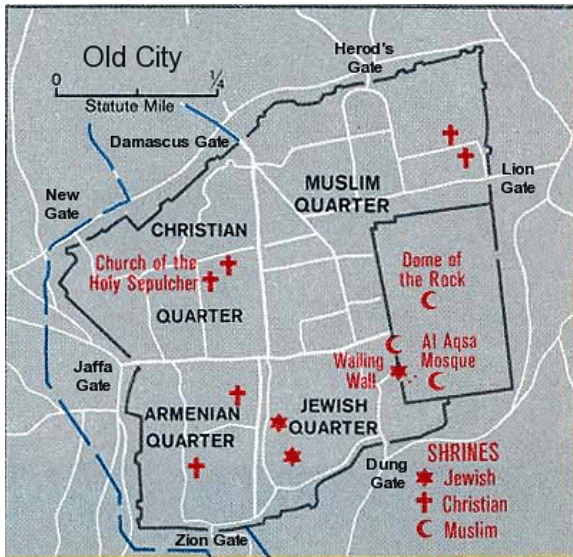 Old City
0 1/4
Statute Mile
Herod's
Gate
Damascus Gate
New
Gate
Lion
Gate
MUSLIM
QUARTER
CHRISTIAN
QUARTER
Church of the
Holy Sepulcher
Dome of
the Rock
Al Aqsa
Mosque
Wailing
Wall
Jaffa
Gate
ARMENIAN
QUARTER
JEWISH
QUARTER
Dung
Gate
Zion Gate
SHRINES
Jewish
Christian
Muslim